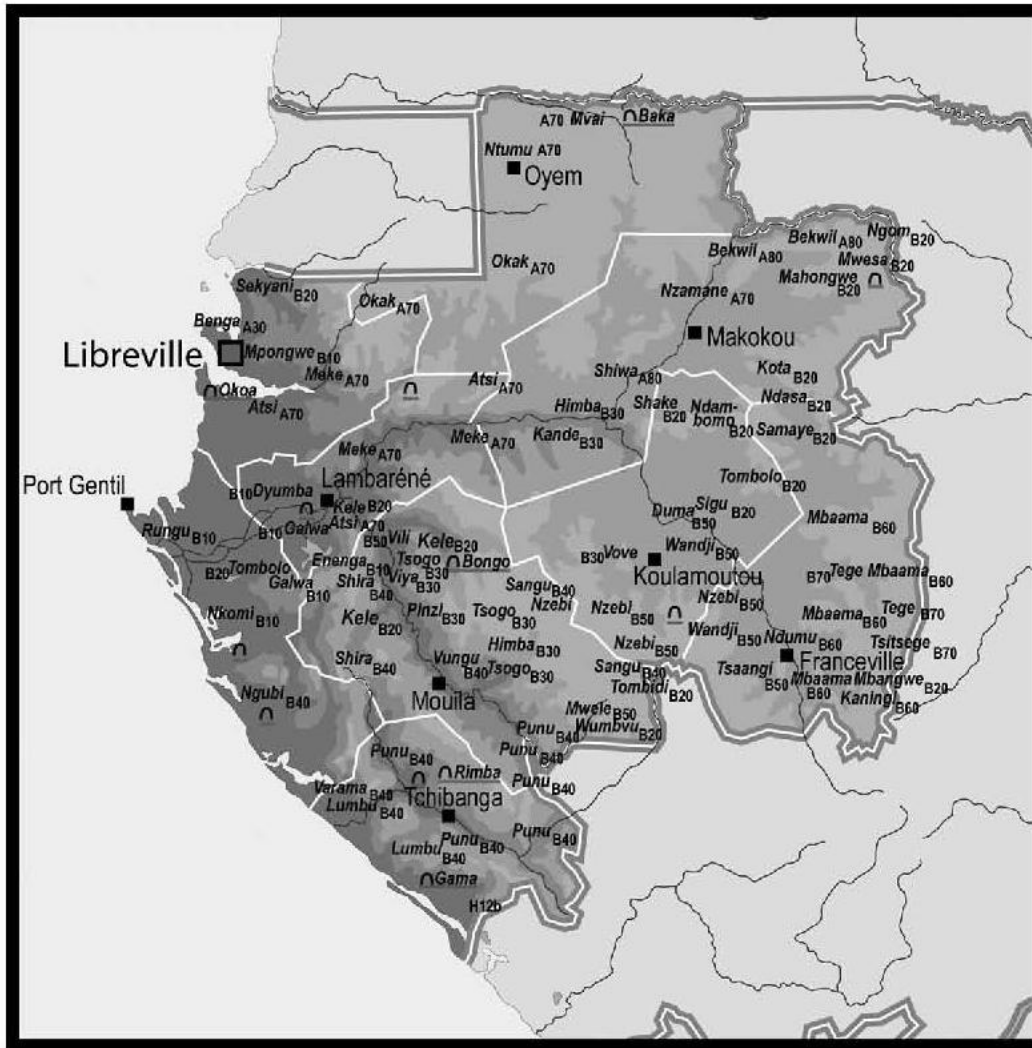 A70 Mvai Baka
Ntumu A70
Oyem
Ngom B20
Bekwil A80
Bekwil A80
Mwesa B20
Okak A70
Mahongwe B20
Sekyani B20
Nzamane A70
Okak A70
Benga A30
Makokou
Libreville
Mpongwe B10
Meke A70
Kota B20
Shiwa A80
Atsi A70
Okoa
Ndasa B20
Atsi A70
Himba B30
Shake B20
Ndam-
bomo B20
Samaye B20
Meke A70
Kande B30
Meke A70
Port Gentil
Lambaréné
B10 Dyumba
Kele B20
Tombolo B20
Duma B50
Sigu B20
Mbaama B60
Rungu B10
B10 Galwa
Atsi A70
B50 Vili
Kele B20
Wandji B50
B30 Vove
Koulamoutou
Enenga B10
Tsogo B30
Bongo
B20 Tombolo
Galwa B10
Shira B40
Viya B30
Sangu B40
Nzebi
B70 Tege
Mbaama B60
Nzebi B50
Nkomi B10
Kele B20
Pinzi B30
Tsogo B30
Nzebi B50
Mbaama B60
Tege B70
Wandji B50
Ndumu B60
Tsitsege B70
Himba B30
Nzebi B50
Franceville
Shira B40
Vungu B40
Tsogo B30
Sangu B40
Tsaangi B50
Mbaama B60
Mbangwe B20
Tombidi B20
Kaningi B60
Mouila
Ngubi B40
Mwele B50
Wumbvu B20
Punu B40
Punu B40
Punu B40
Rimba
Punu B40
Varama B40
Tchibanga
Lumbu B40
Punu B40
Punu B40
Lumbu B40
Gama
H12b